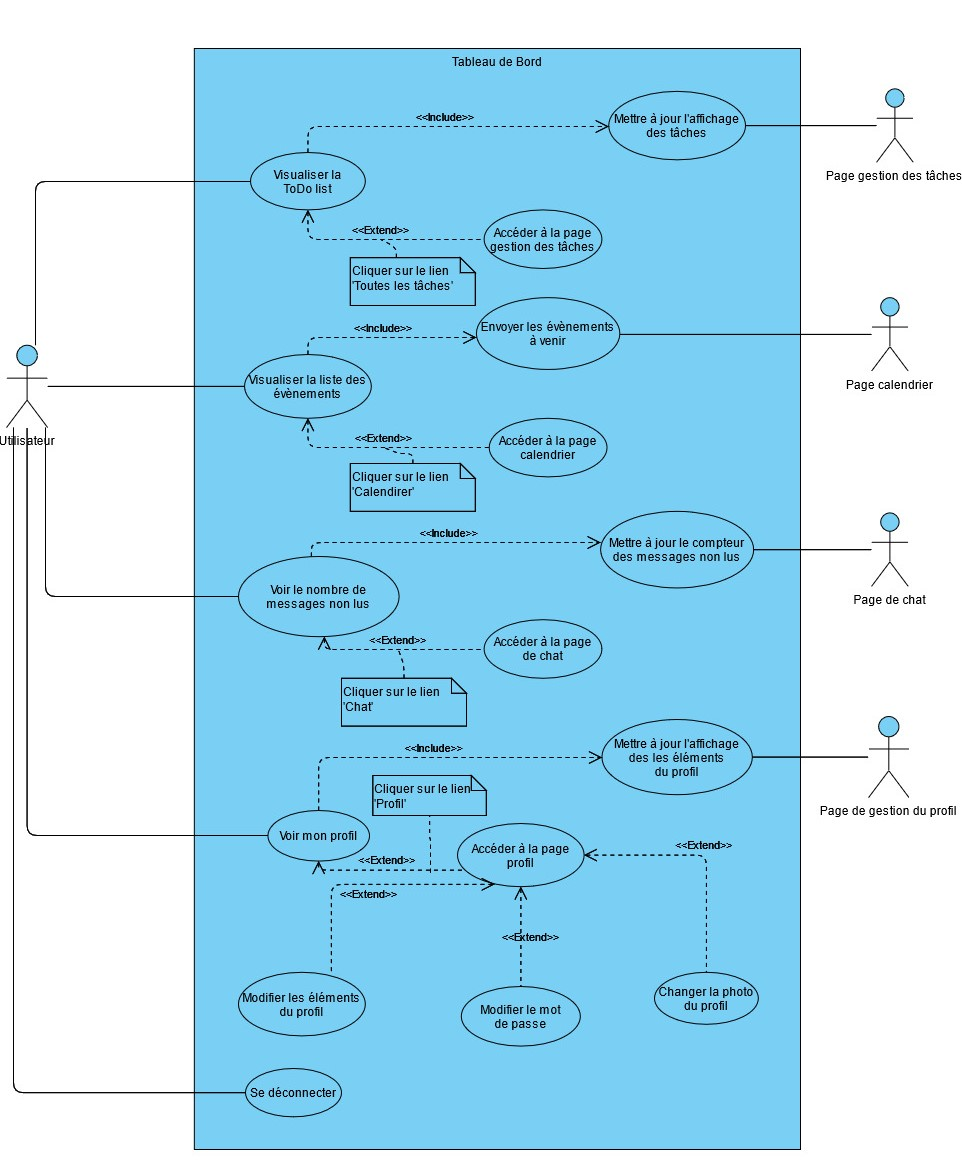 Tableau de Bord
<<Include>>
Mettre à jour l'affichage
des tâches
Page gestion des tâches
Visualiser la
ToDo list
<<Extend>>
Accéder à la page
gestion des tâches
Cliquer sur le lien
'Toutes les tâches'
<<Include>>
Envoyer les évènements
à venir
Page calendrier
Visualiser la liste des
évènements
Utilisateur
<<Extend>>
Accéder à la page
calendrier
Cliquer sur le lien
'Calendirer'
<<Include>>
Mettre à jour le compteur
des messages non lus
Page de chat
Voir le nombre de
messages non lus
<<Extend>>
Accéder à la page
de chat
Cliquer sur le lien
'Chat'
<<Include>>
Mettre à jour l'affichage
des les éléments
du profil
Page de gestion du profil
Cliquer sur le lien
'Profil'
Voir mon profil
<<Extend>>
Accéder à la page
profil
<<Extend>>
<<Extend>>
<<Extend>>
Modifier les éléments
du profil
Modifier le mot
de passe
Changer la photo
du profil
Se déconnecter